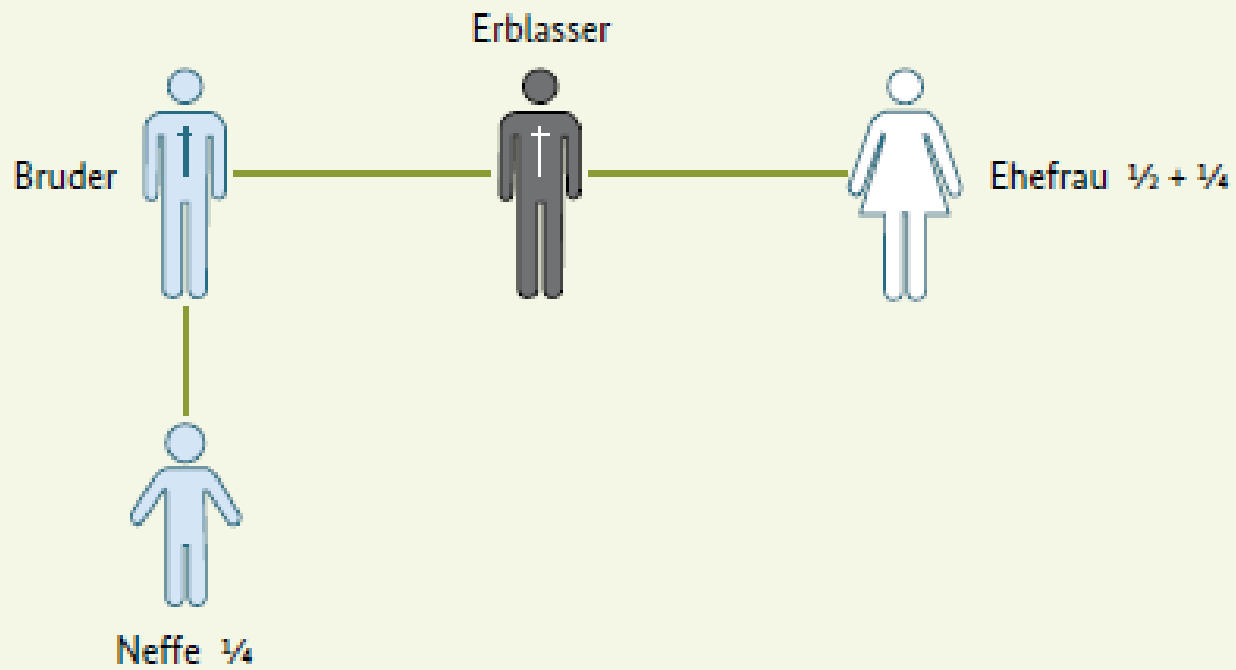 Erblasser
Bruder
Ehefrau ½ + ¼
Neffe ¼